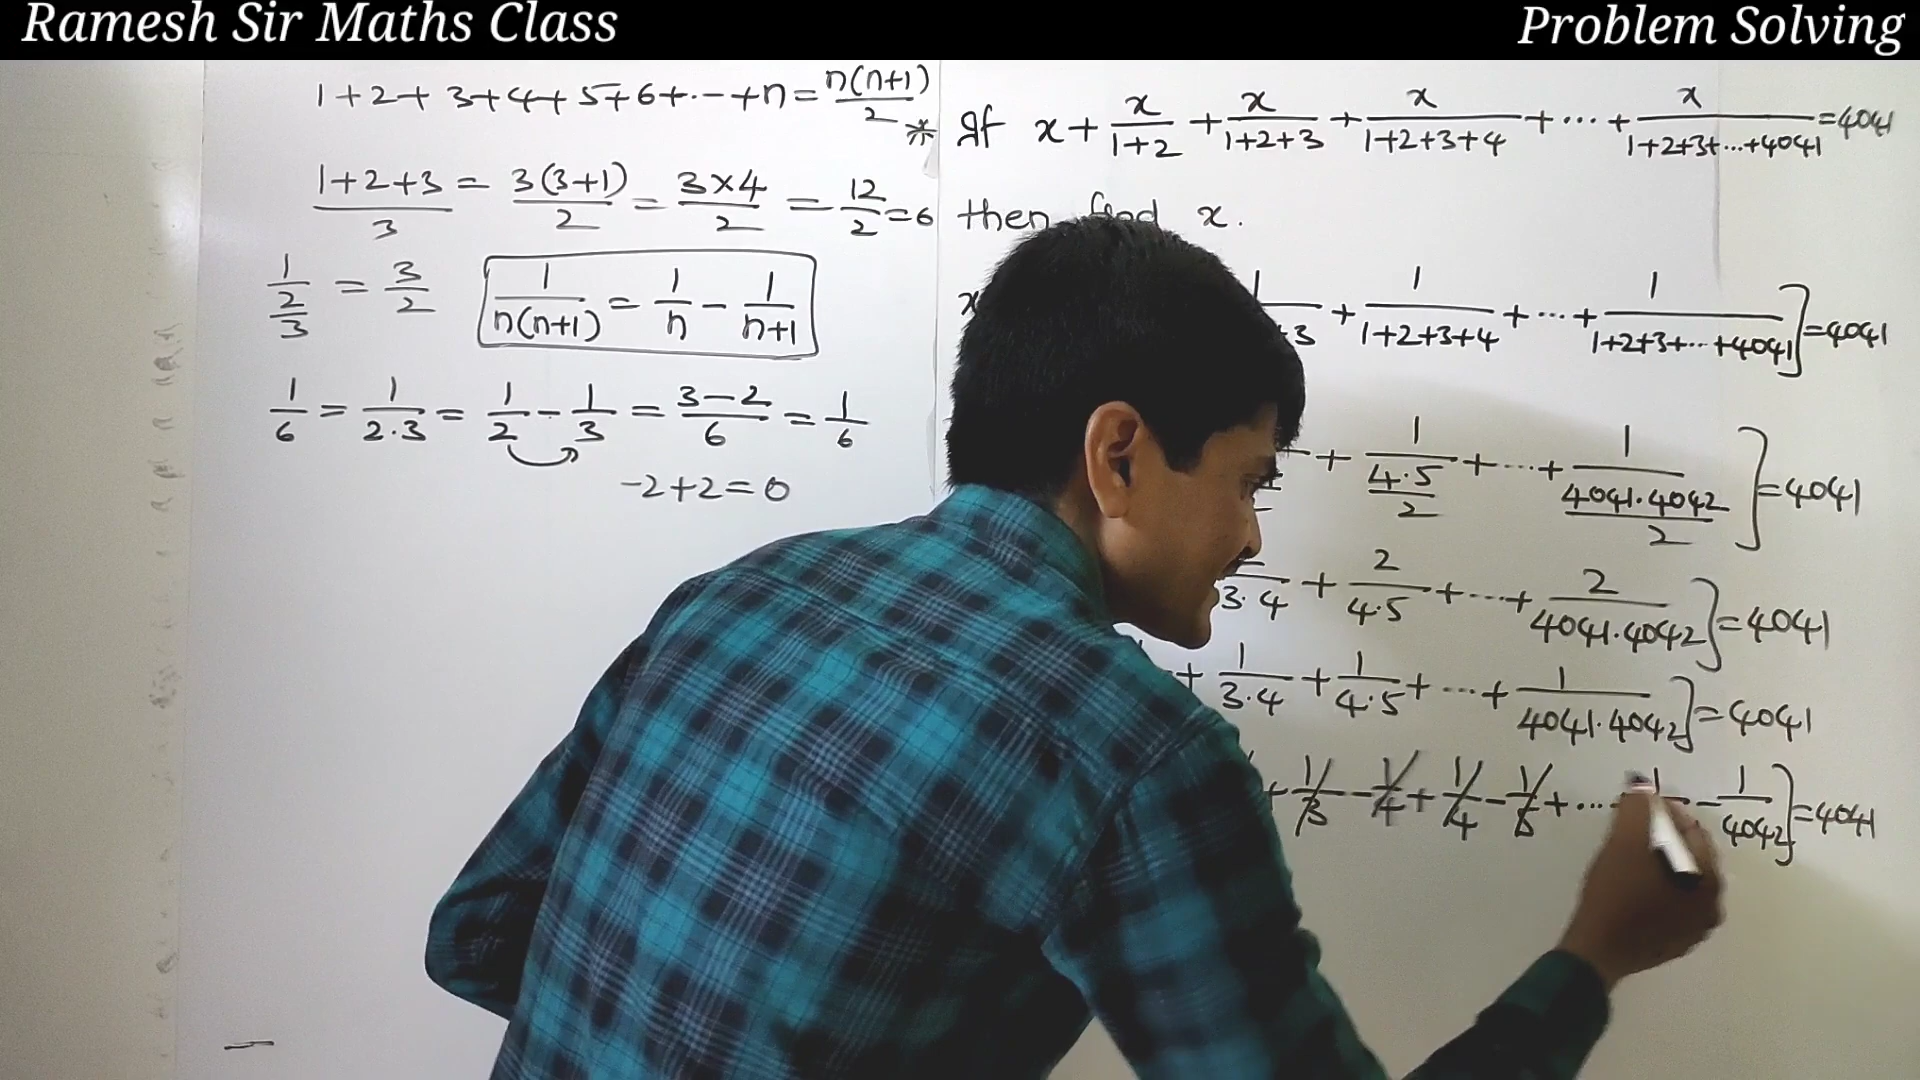 Ramesh Sir Maths Class
Problem Solving
1+2+3+4+5+6+...+n = n(n+1)/2
(1+2+3)/3 = 3(3+1)/2 = 3×4/2 = 12/2 = 6
1/(2/3) = 3/2
1/(n(n+1)) = 1/n - 1/(n+1)
1/6 = 1/(2.3) = 1/2 - 1/3 = (3-2)/6 = 1/6
-2+2=0
* If x + x/(1+2) + x/(1+2+3) + x/(1+2+3+4) + ... + x/(1+2+3+...+4041) = 4041
then find x.
+ 1/(1+2+3+4) + ... + 1/(1+2+3+...+4041)] = 4041
+ 1/(4.5/2) + ... + 1/(4041.4042/2)] = 4041
3.4 + 2/(4.5) + ... + 2/(4041.4042)] = 4041
+ 1/(3.4) + 1/(4.5) + ... + 1/(4041.4042)] = 4041
+ 1/3 - 1/4 + 1/4 - 1/5 + ... - 1/4042] = 4041